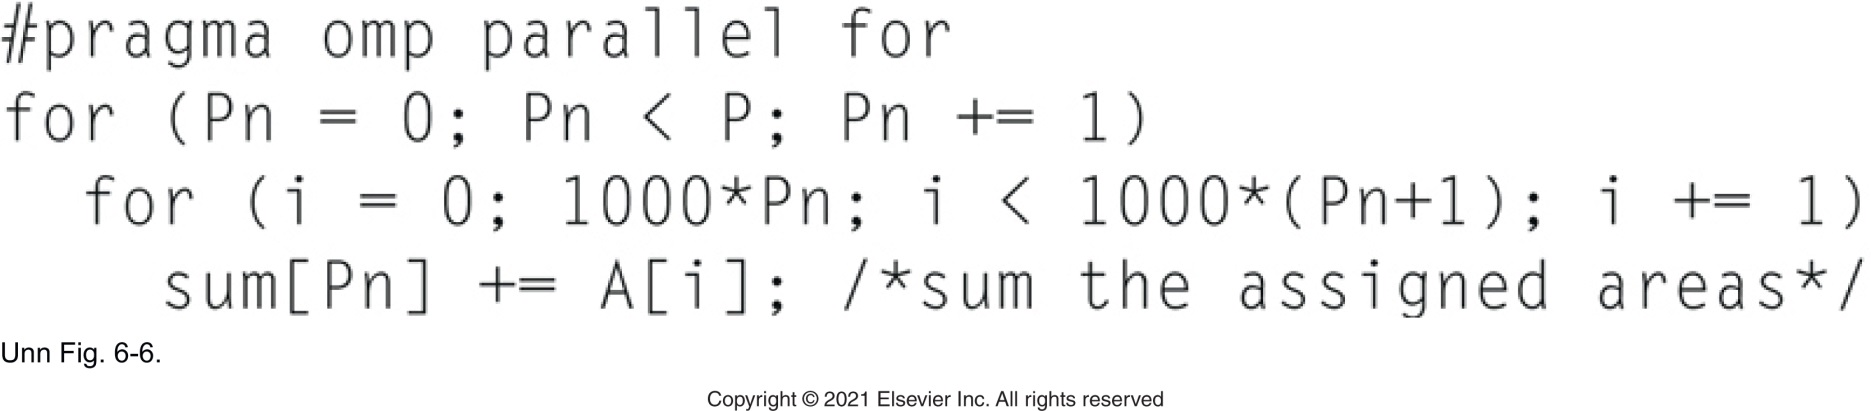 #pragma omp parallel for
for (Pn = 0; Pn < P; Pn += 1)
for (i = 0; 1000*Pn; i < 1000*(Pn+1); i += 1)
sum[Pn] += A[i]; /*sum the assigned areas*/
Unn Fig. 6-6.
Copyright © 2021 Elsevier Inc. All rights reserved